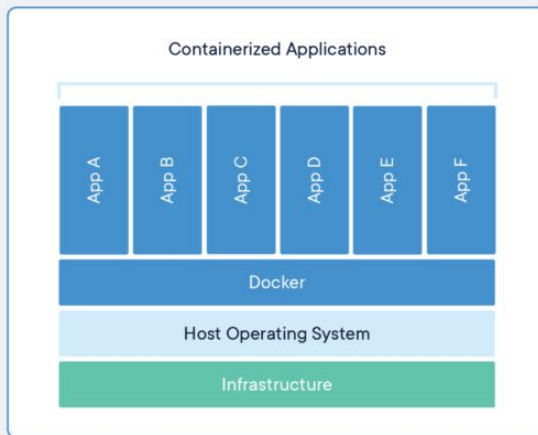 Containerized Applications
App A
App B
App C
App D
App E
App F
Docker
Host Operating System
Infrastructure